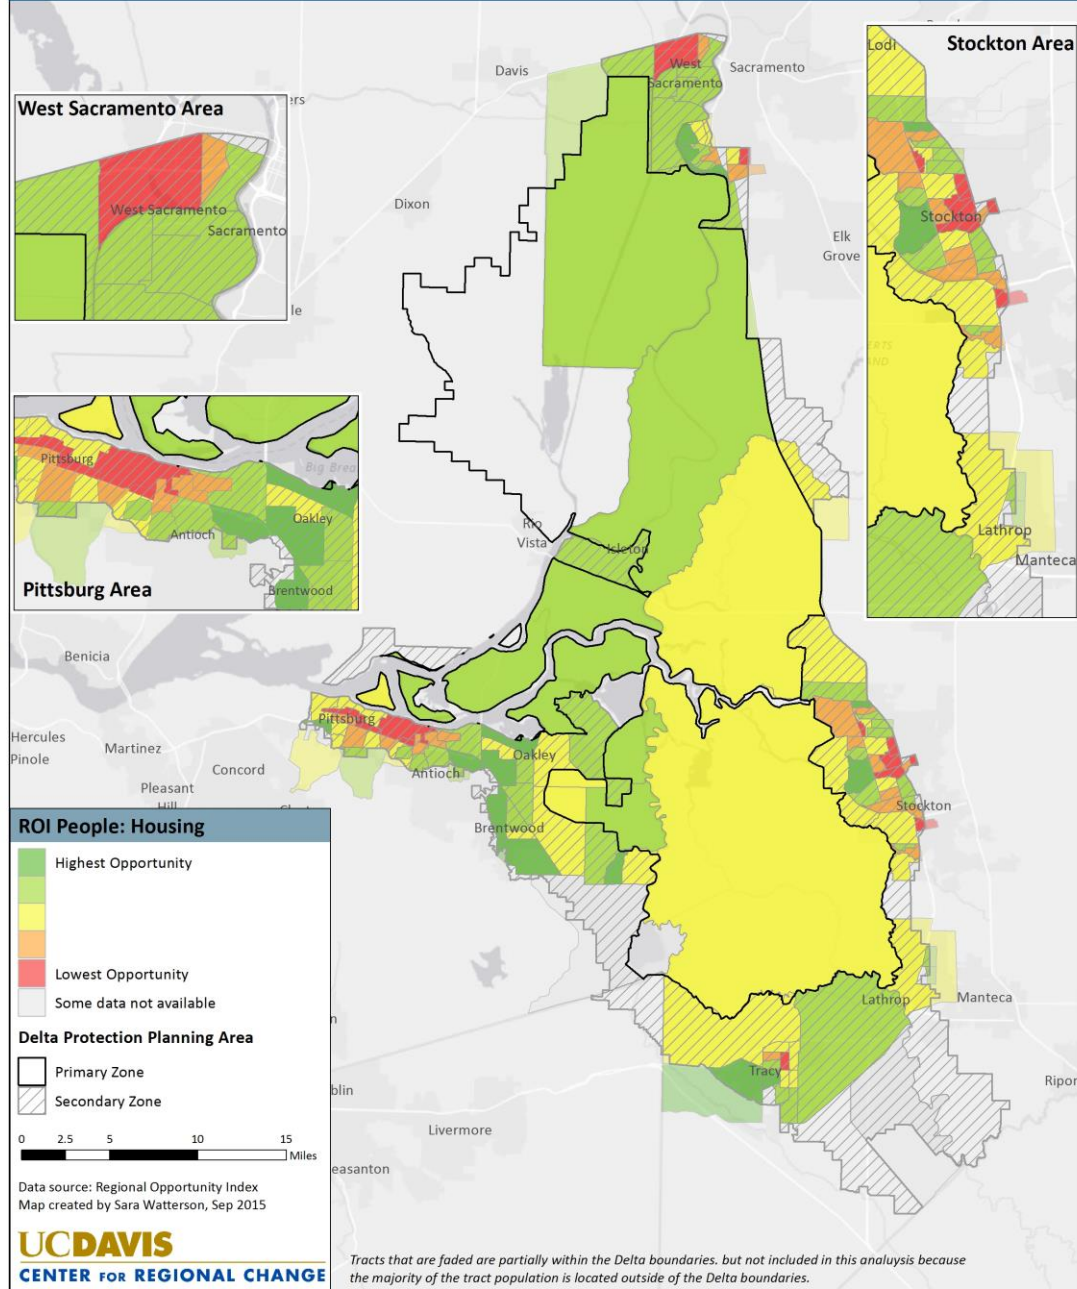 Stockton Area
Lodi
Stockton
Lathrop
Manteca
West Sacramento Area
West Sacramento
Sacramento
Pittsburg Area
Pittsburg
Antioch
Oakley
Brentwood
Davis
West
Sacramento
Sacramento
Dixon
Elk
Grove
Rio
Vista
Isleton
Benicia
Hercules
Pinole
Martinez
Pleasant
Hill
Concord
Pittsburg
Antioch
Oakley
Brentwood
Stockton
Lathrop
Manteca
Tracy
Livermore
ROI People: Housing
Highest Opportunity
Lowest Opportunity
Some data not available
Delta Protection Planning Area
Primary Zone
Secondary Zone
0 2.5 5 10 15
Miles
Data source: Regional Opportunity Index
Map created by Sara Watterson, Sep 2015
UCDAVIS
CENTER FOR REGIONAL CHANGE
Tracts that are faded are partially within the Delta boundaries. but not included in this analuysis because
the majority of the tract population is located outside of the Delta boundaries.